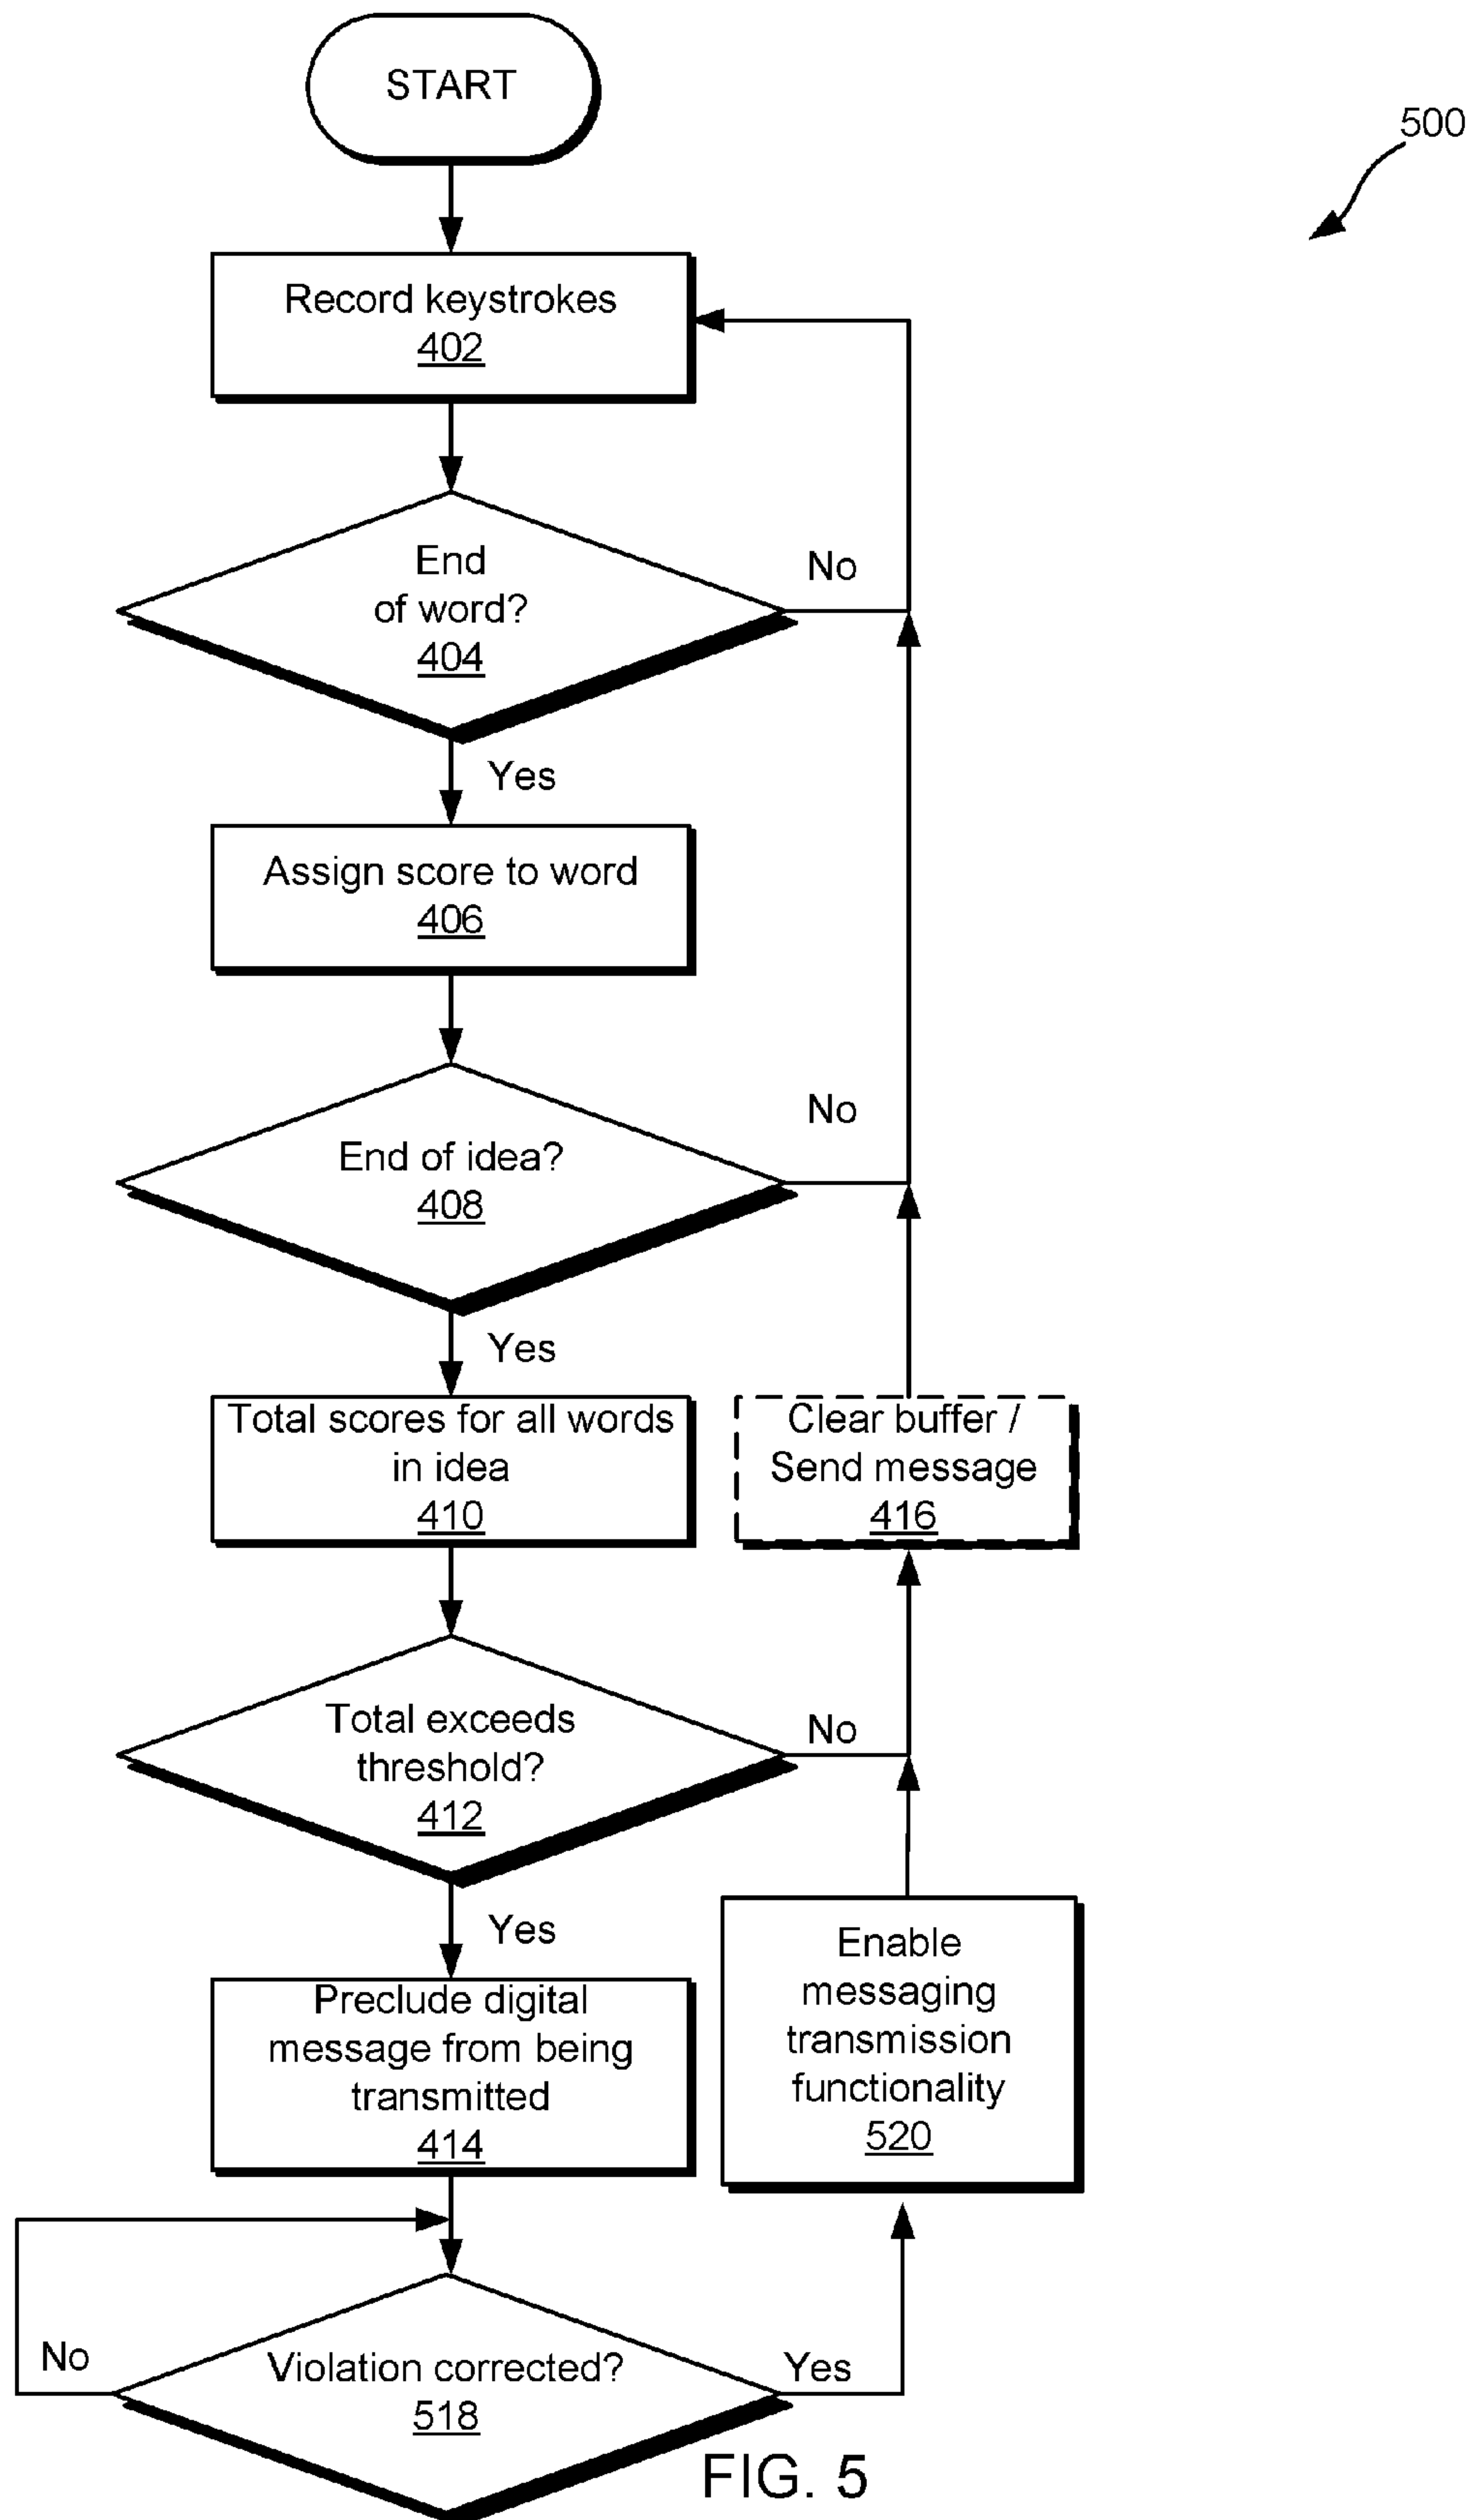 START
500
Record keystrokes
402
End
of word?
404
No
Yes
Assign score to word
406
No
End of idea?
408
Yes
Total scores for all words
in idea
410
Clear buffer /
Send message
416
Total exceeds
threshold?
412
No
Yes
Preclude digital
message from being
transmitted
414
Enable
messaging
transmission
functionality
520
No
Violation corrected?
518
Yes
FIG. 5